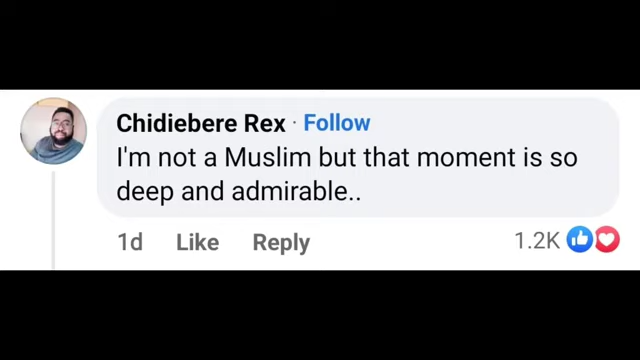 Chidiebere Rex · Follow
I'm not a Muslim but that moment is so
deep and admirable..
1d Like Reply 1.2K